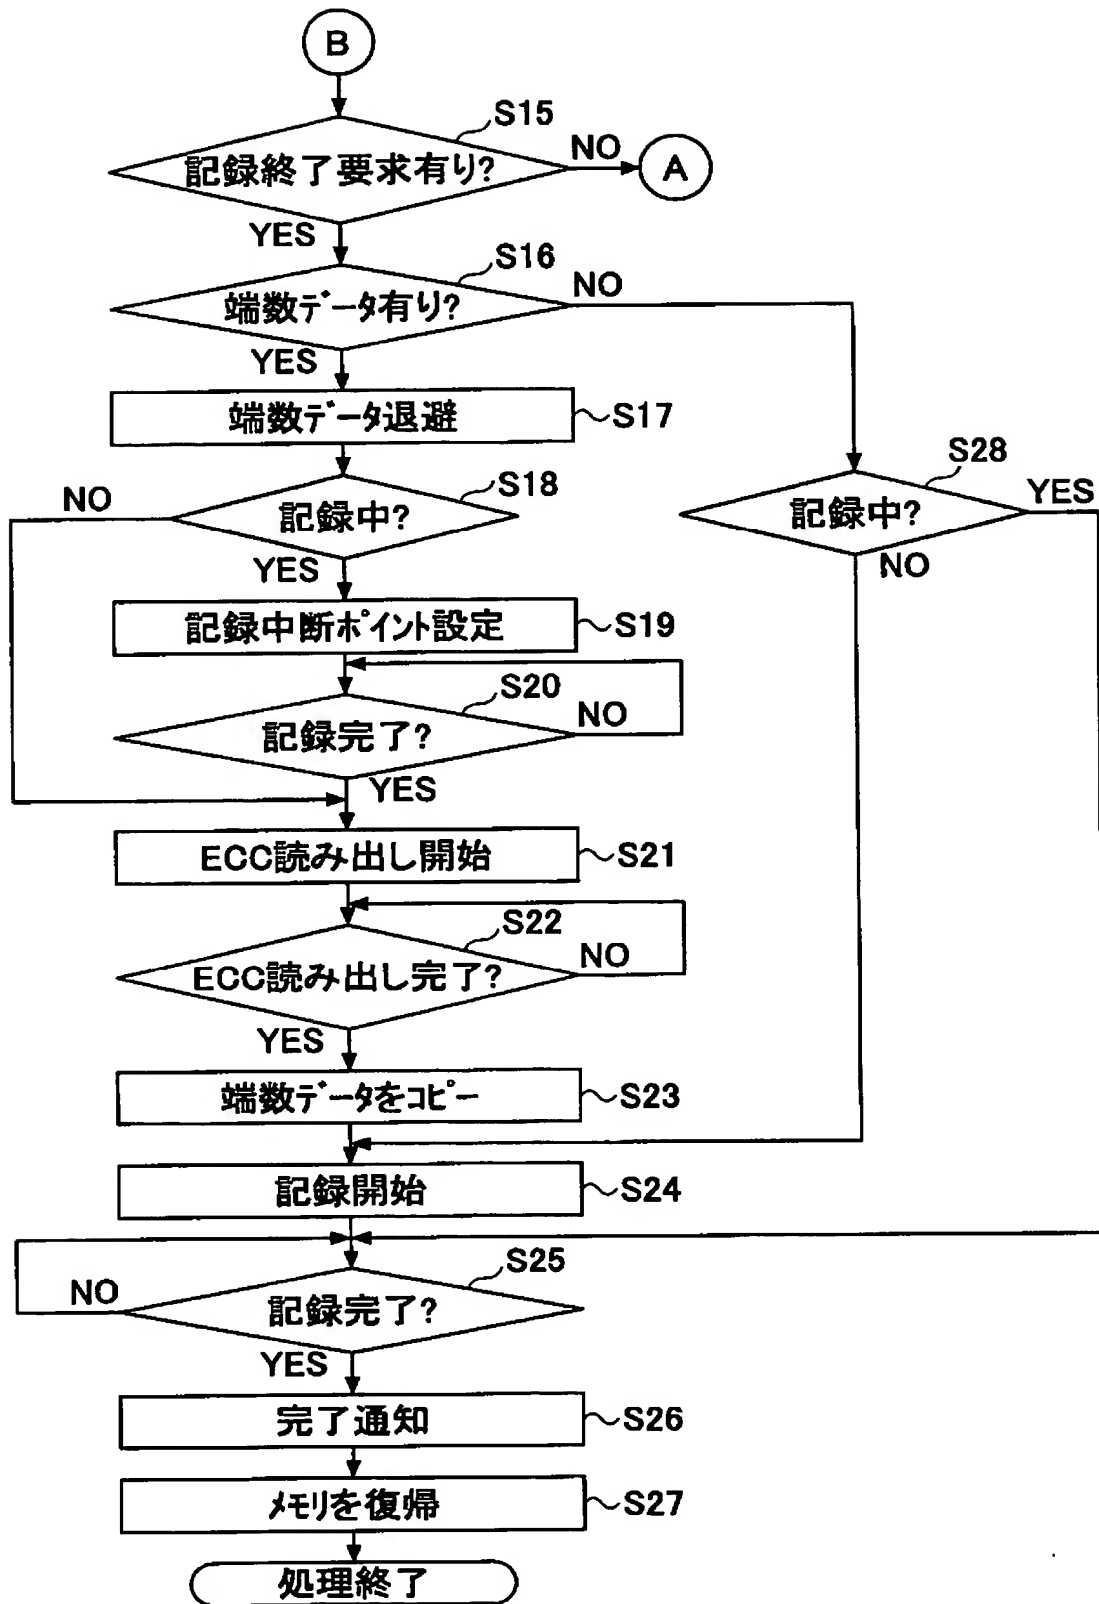 B
S15
記録終了要求有り?
NO
A
YES
S16
端数データ有り?
NO
YES
端数データ退避
S17
S18
NO
記録中?
YES
S28
記録中?
YES
NO
記録中断ポイント設定
S19
S20
記録完了?
NO
YES
ECC読み出し開始
S21
S22
ECC読み出し完了?
NO
YES
端数データをコピー
S23
記録開始
S24
S25
NO
記録完了?
YES
完了通知
S26
メモリを復帰
S27
処理終了